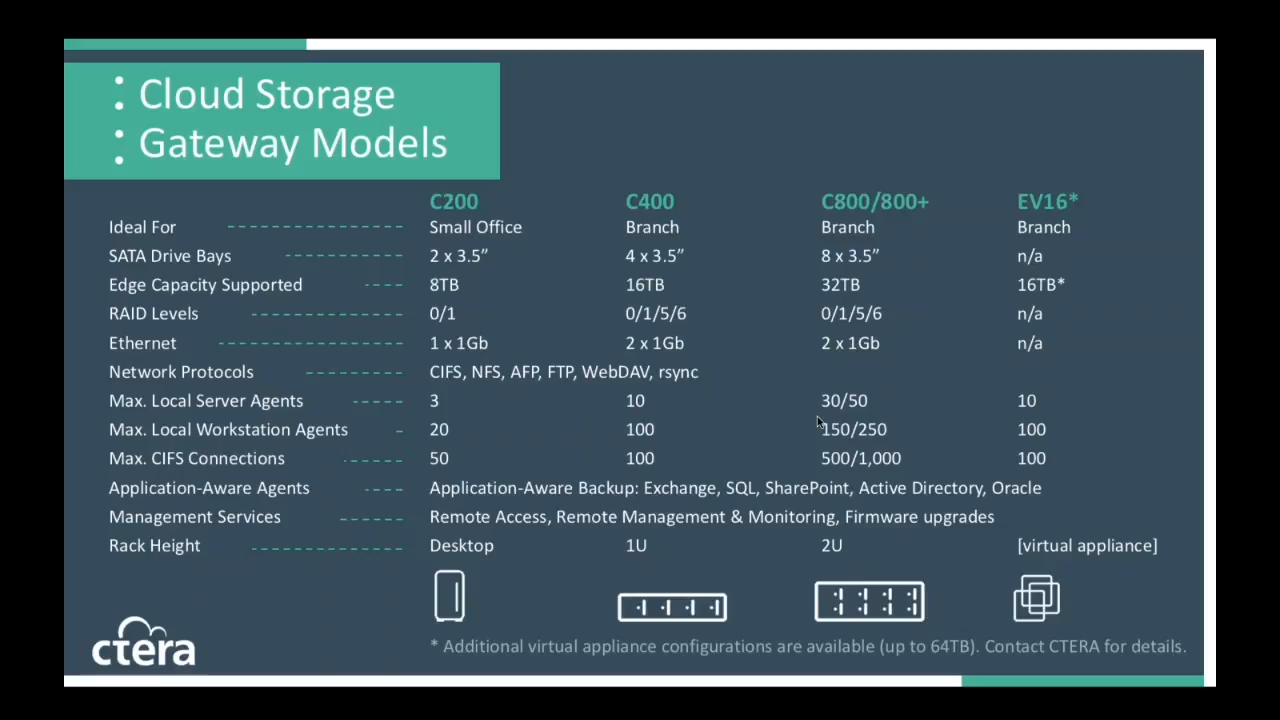 : Cloud Storage
: Gateway Models
C200 C400 C800/800+ EV16*
Ideal For Small Office Branch Branch Branch
SATA Drive Bays 2 x 3.5” 4 x 3.5” 8 x 3.5” n/a
Edge Capacity Supported 8TB 16TB 32TB 16TB*
RAID Levels 0/1 0/1/5/6 0/1/5/6 n/a
Ethernet 1 x 1Gb 2 x 1Gb 2 x 1Gb n/a
Network Protocols CIFS, NFS, AFP, FTP, WebDAV, rsync
Max. Local Server Agents 3 10 30/50 10
Max. Local Workstation Agents 20 100 150/250 100
Max. CIFS Connections 50 100 500/1,000 100
Application-Aware Agents Application-Aware Backup: Exchange, SQL, SharePoint, Active Directory, Oracle
Management Services Remote Access, Remote Management & Monitoring, Firmware upgrades
Rack Height Desktop 1U 2U [virtual appliance]
ctera
* Additional virtual appliance configurations are available (up to 64TB). Contact CTERA for details.